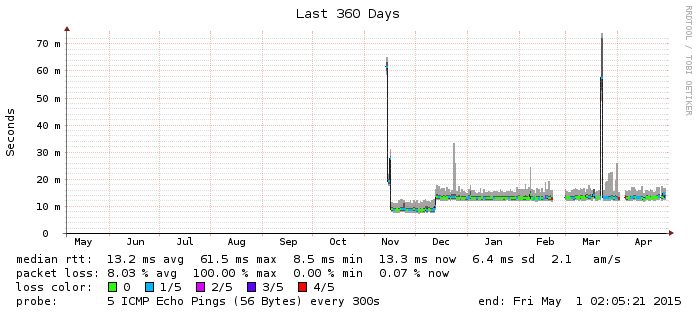 Last 360 Days
RRDTOOL / TOBI OETIKER
Seconds
70 m
60 m
50 m
40 m
30 m
20 m
10 m
0
May Jun Jul Aug Sep Oct Nov Dec Jan Feb Mar Apr
median rtt: 13.2 ms avg 61.5 ms max 8.5 ms min 13.3 ms now 6.4 ms sd 2.1 am/s
packet loss: 8.03 % avg 100.00 % max 0.00 % min 0.07 % now
loss color: 0 1/5 2/5 3/5 4/5
probe: 5 ICMP Echo Pings (56 Bytes) every 300s end: Fri May 1 02:05:21 2015